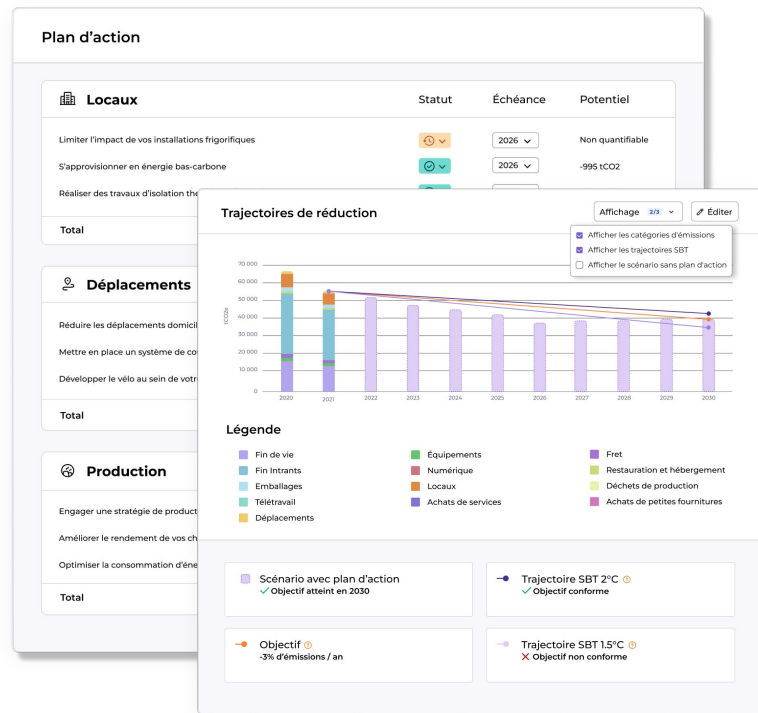 Plan d'action
Locaux Statut Échéance Potentiel
Limiter l'impact de vos installations frigorifiques 2026 Non quantifiable
S'approvisionner en énergie bas-carbone 2026 -995 tCO2
Réaliser des travaux d'isolation
Total
Déplacements
Réduire les déplacements
Mettre en place un système de
Développer le vélo au sein de
Total
Production
Engager une stratégie de
Améliorer le rendement de vos
Optimiser la consommation
Total
Trajectoires de réduction Affichage 2/3 Éditer
Afficher les catégories d'émissions
Afficher les trajectoires SBT
Afficher le scénario sans plan d'action
tCO2e
70 000
60 000
50 000
40 000
30 000
20 000
10 000
0
2020 2021 2022 2023 2024 2025 2026 2027 2028 2029 2030
Légende
Fin de vie Équipements Fret
Fin Intrants Numérique Restauration et hébergement
Emballages Locaux Déchets de production
Télétravail Achats de services Achats de petites fournitures
Déplacements
Scénario avec plan d'action
Objectif atteint en 2030
Trajectoire SBT 2°C
Objectif conforme
Objectif
-3% d'émissions / an
Trajectoire SBT 1.5°C
Objectif non conforme